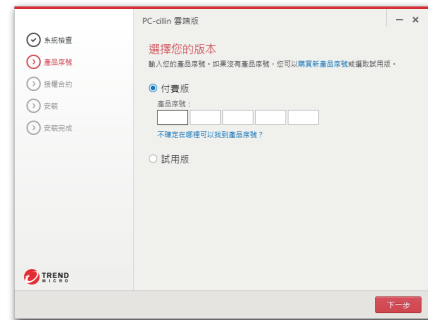 PC-cillin 雲端版
系統檢查
產品序號
授權合約
安裝
安裝完成
選擇您的版本
輸入您的產品序號。如果沒有產品序號，您可以購買新產品序號或選取試用版。
付費版
產品序號：
不確定在哪裡可以找到產品序號？
試用版
TREND
MICRO
下一步